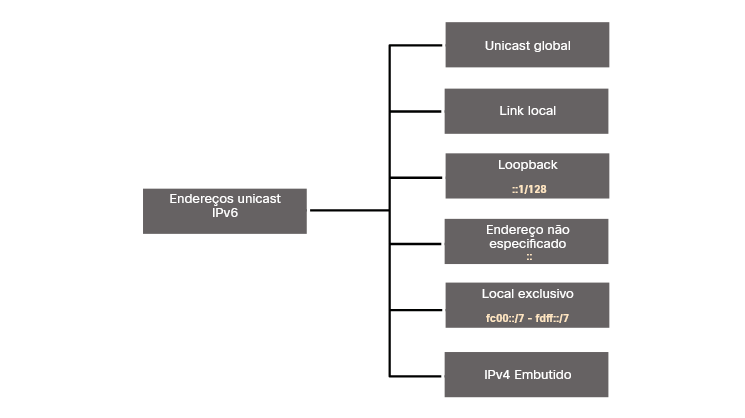 Unicast global
Link local
Loopback
::1/128
Endereços unicast
IPv6
Endereço não
especificado
::
Local exclusivo
fc00::/7 - fdff::/7
IPv4 Embutido